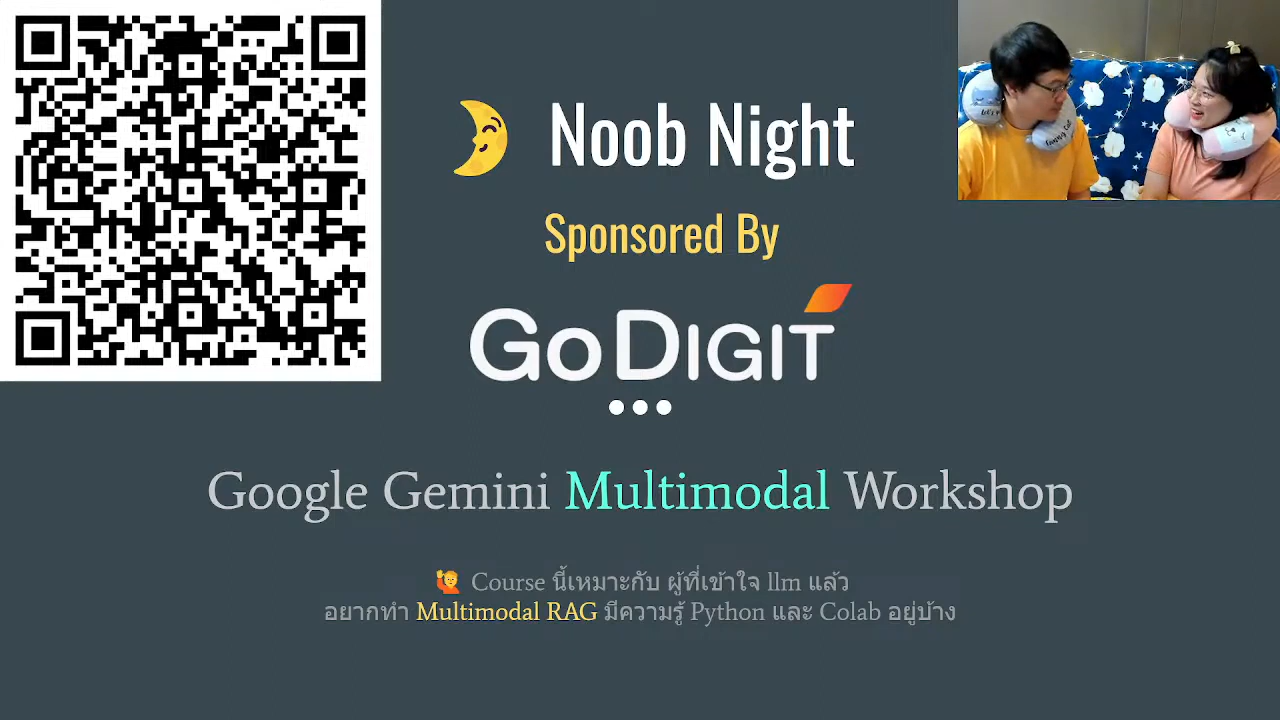 Noob Night
Sponsored By
GoDIGIT
Google Gemini Multimodal Workshop
🙋 Course นี้เหมาะกับ ผู้ที่เข้าใจ llm แล้ว
อยากทำ Multimodal RAG มีความรู้ Python และ Colab อยู่บ้าง